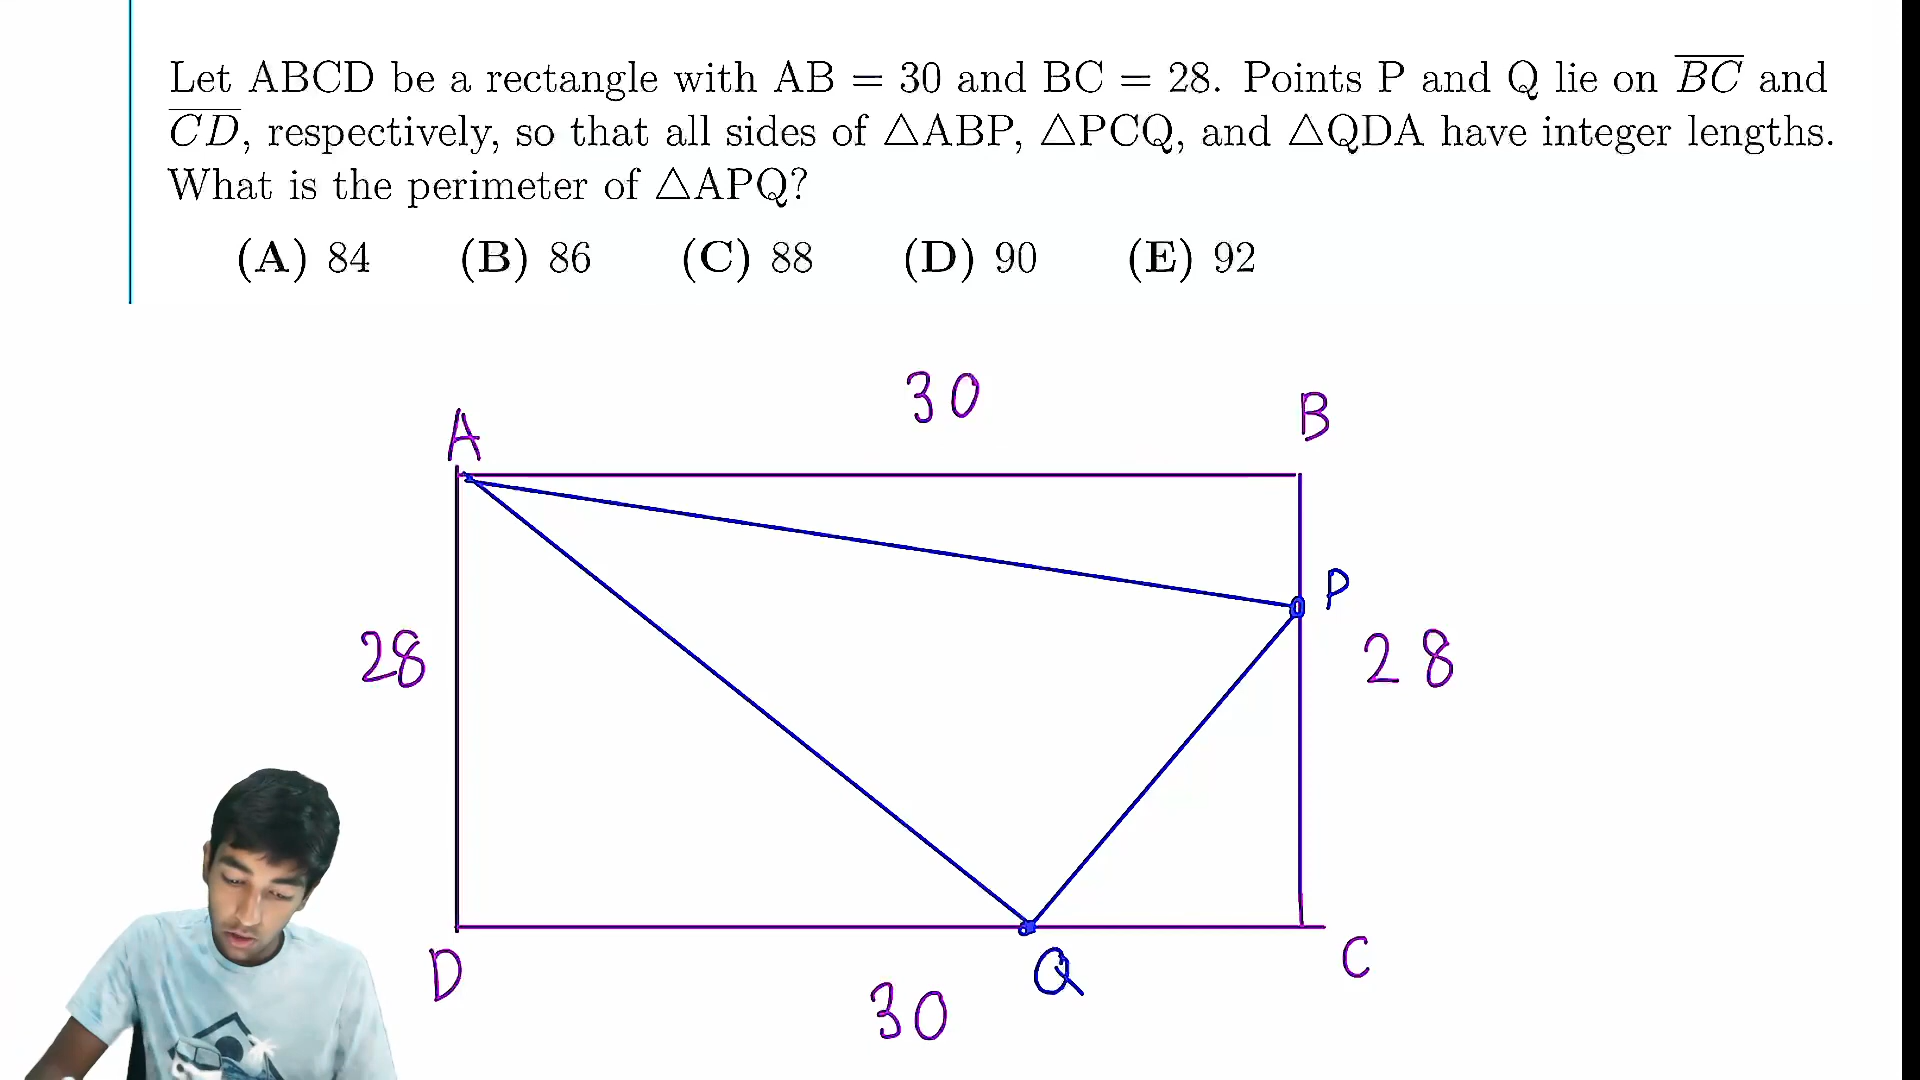 Let ABCD be a rectangle with AB = 30 and BC = 28. Points P and Q lie on BC and
CD, respectively, so that all sides of △ABP, △PCQ, and △QDA have integer lengths.
What is the perimeter of △APQ?
(A) 84 (B) 86 (C) 88 (D) 90 (E) 92
30
A B
P
28 28
D Q C
30